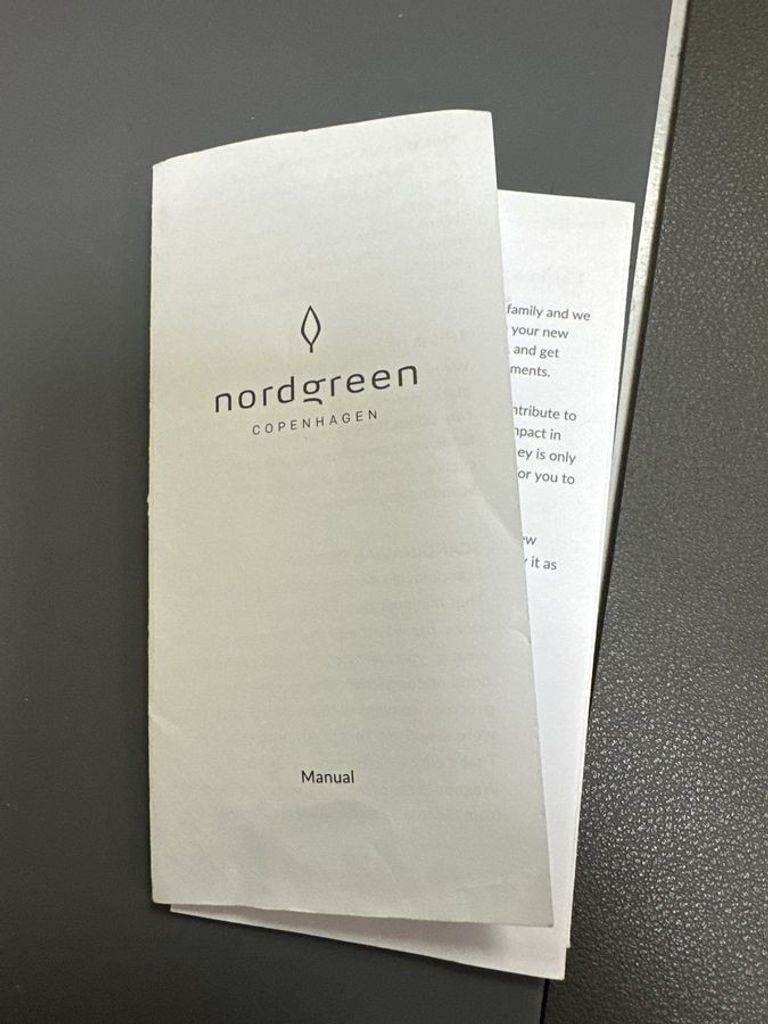 nordgreen
COPENHAGEN
Manual
family and we
your new
and get
ments.
ntribute to
mpact in
ey is only
or you to
ew
it as